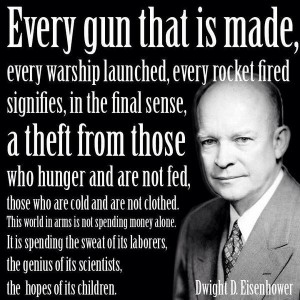 Every gun that is made,
every warship launched, every rocket fired
signifies, in the final sense,
a theft from those
who hunger and are not fed,
those who are cold and are not clothed.
This world in arms is not spending money alone.
It is spending the sweat of its laborers,
the genius of its scientists,
the hopes of its children.
Dwight D. Eisenhower